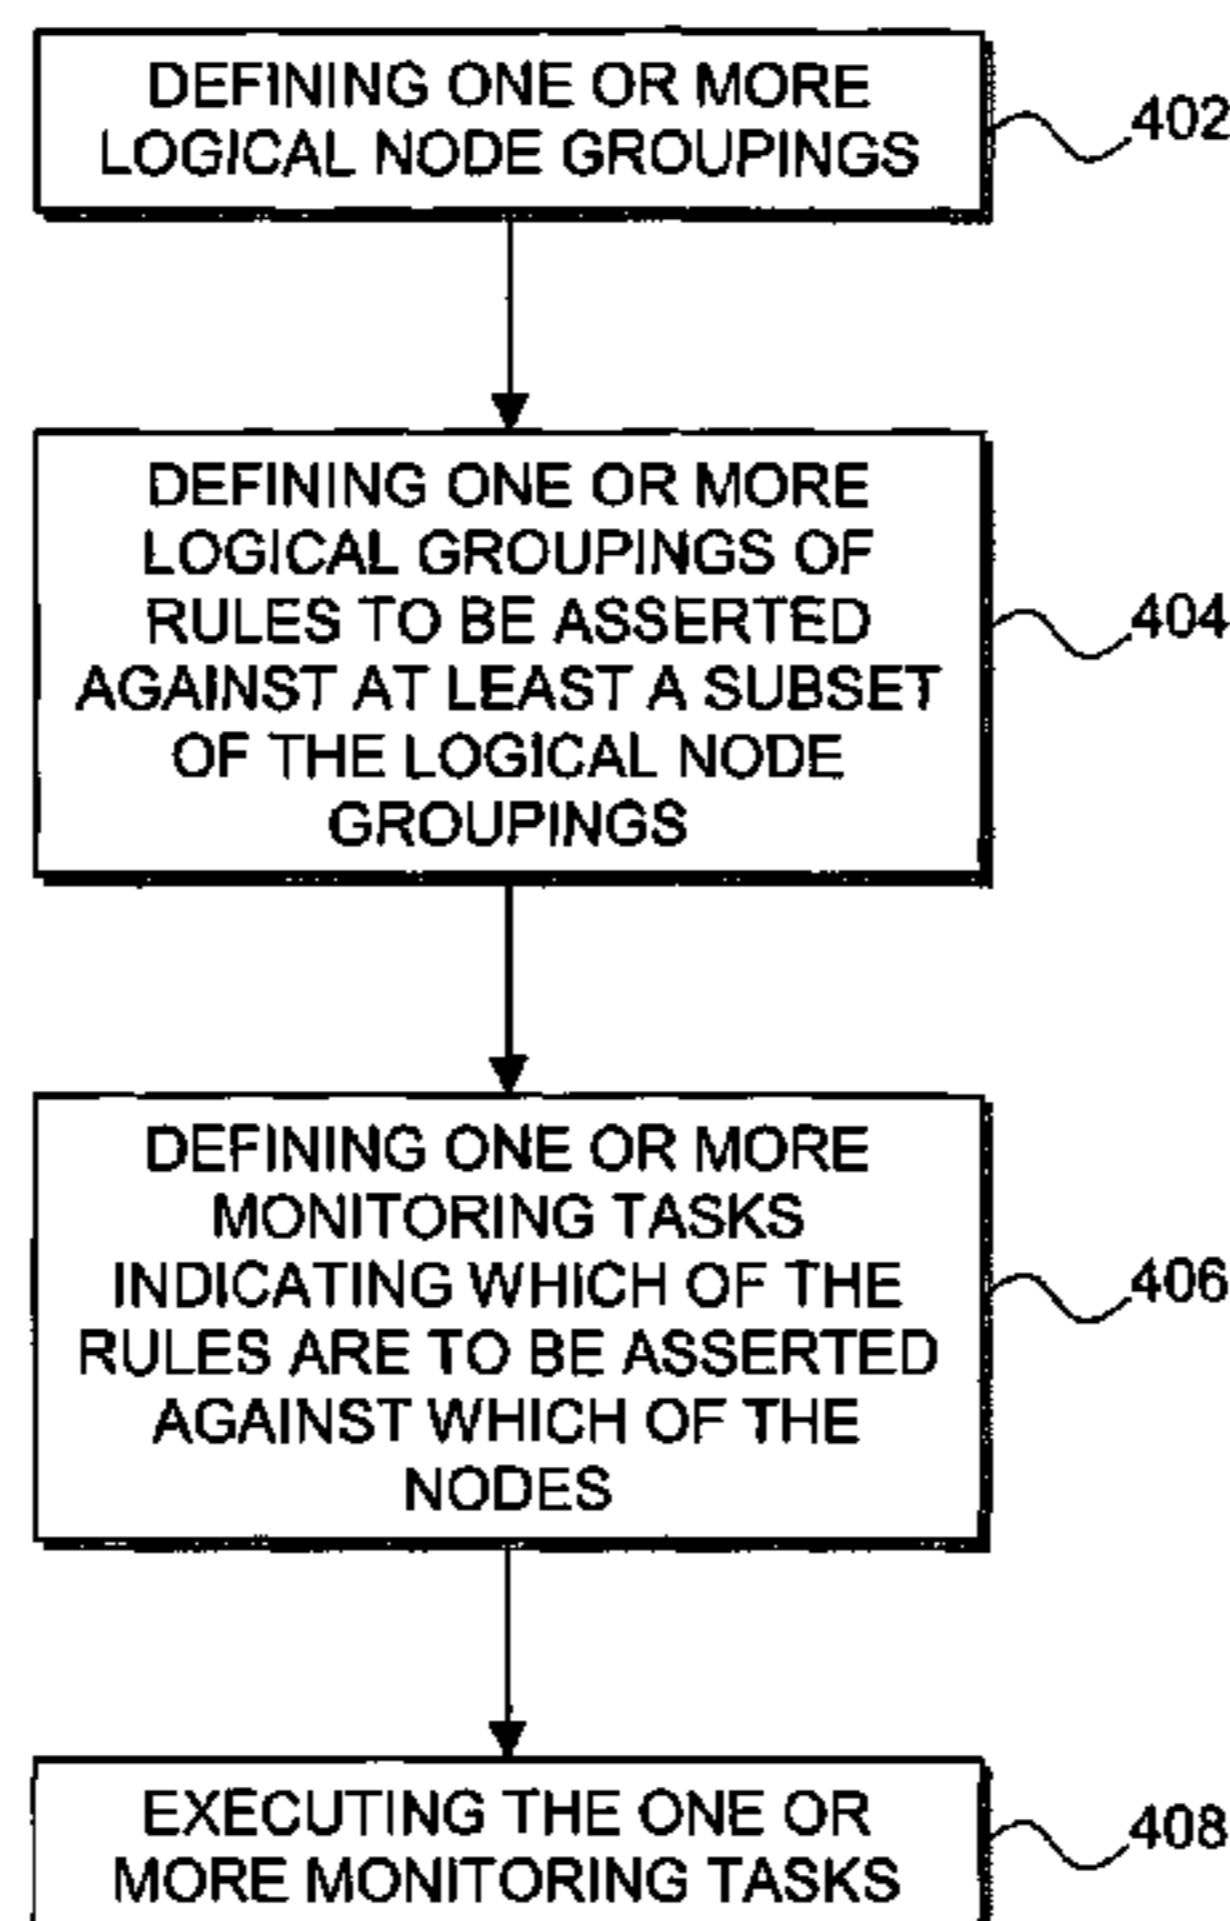 DEFINING ONE OR MORE
LOGICAL NODE GROUPINGS
402
DEFINING ONE OR MORE
LOGICAL GROUPINGS OF
RULES TO BE ASSERTED
AGAINST AT LEAST A SUBSET
OF THE LOGICAL NODE
GROUPINGS
404
DEFINING ONE OR MORE
MONITORING TASKS
INDICATING WHICH OF THE
RULES ARE TO BE ASSERTED
AGAINST WHICH OF THE
NODES
406
EXECUTING THE ONE OR
MORE MONITORING TASKS
408